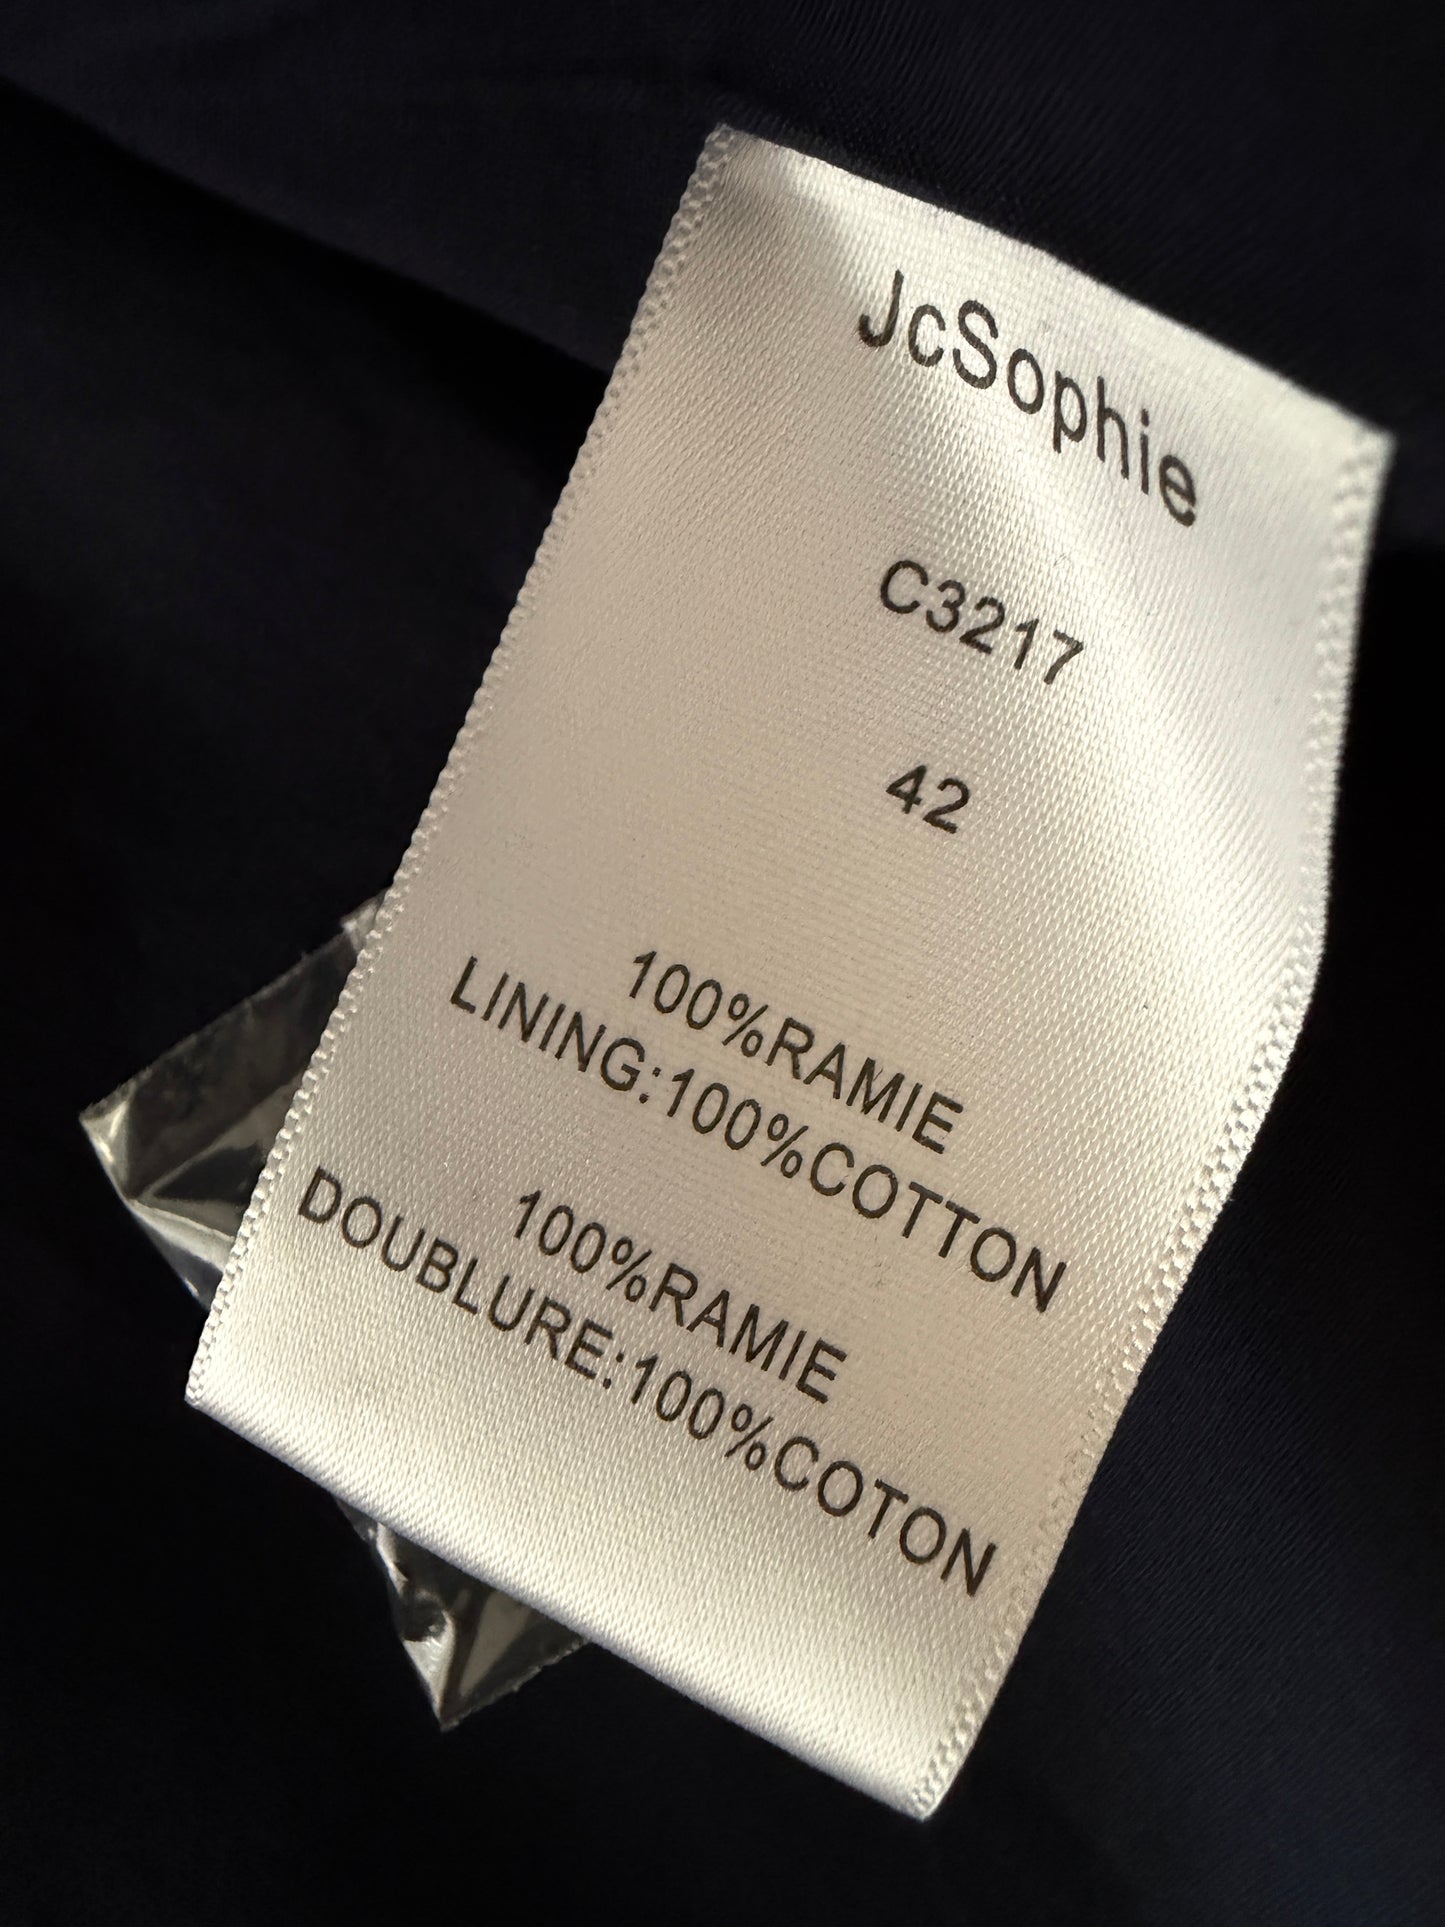 JcSophie
C3217
42
100%RAMIE
LINING:100%COTTON
100%RAMIE
DOUBLURE:100%COTON